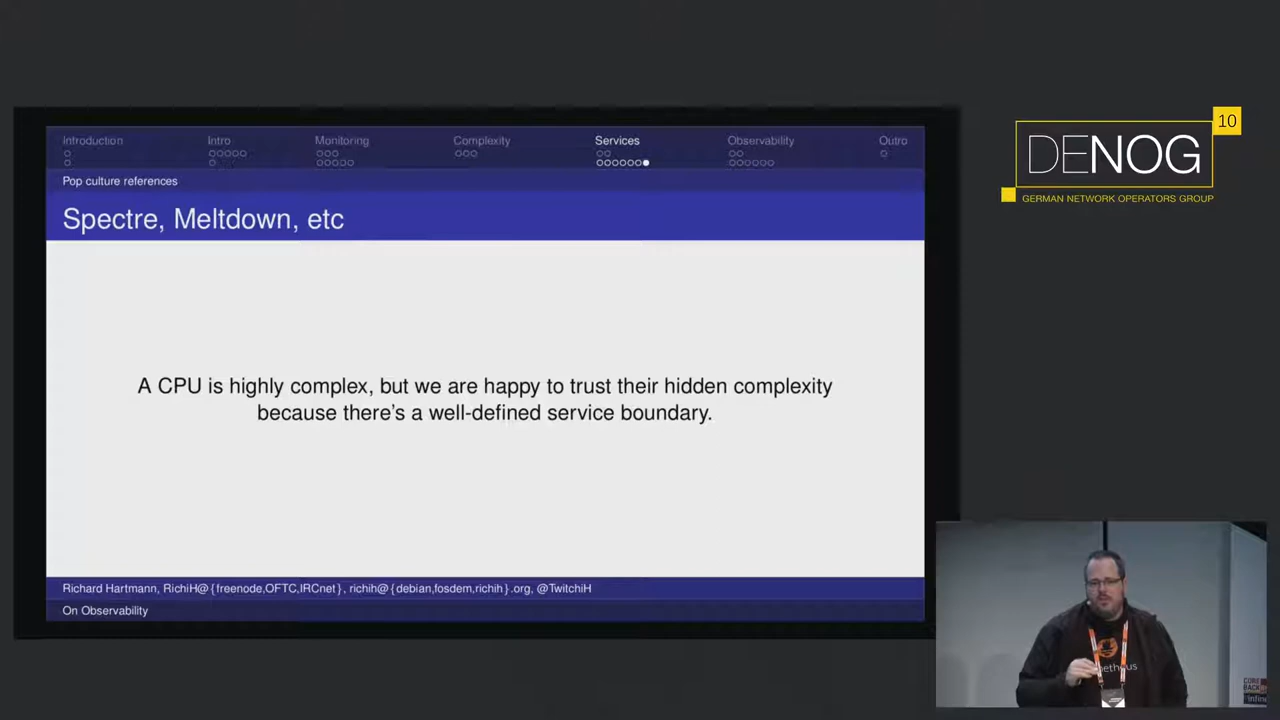 Introduction
Intro
Monitoring
Complexity
Services
Observability
Outro
Pop culture references
Spectre, Meltdown, etc
A CPU is highly complex, but we are happy to trust their hidden complexity
because there's a well-defined service boundary.
Richard Hartmann, RichiH@{freenode,OFTC,IRCnet}, richih@{debian,fosdem,richih}.org, @TwitchiH
On Observability
10
DENOG
GERMAN NETWORK OPERATORS GROUP